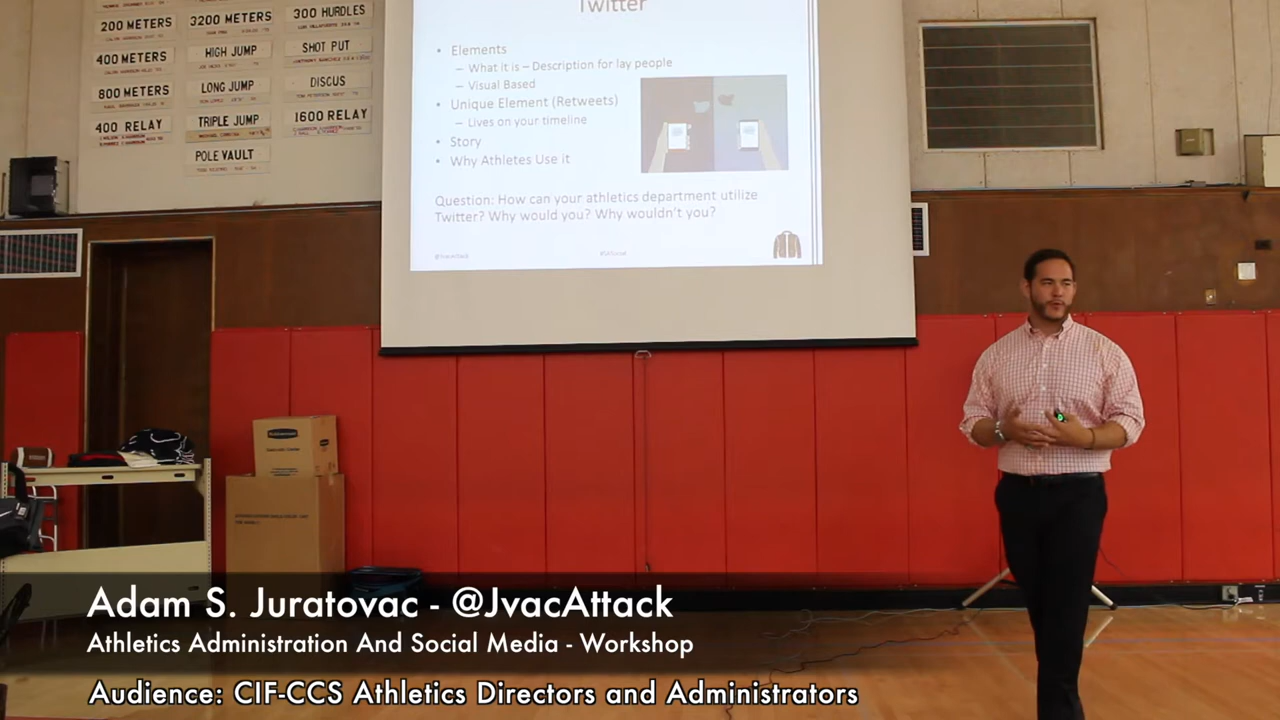 200 METERS
3200 METERS
300 HURDLES
400 METERS
HIGH JUMP
SHOT PUT
800 METERS
LONG JUMP
DISCUS
400 RELAY
TRIPLE JUMP
1600 RELAY
POLE VAULT
Twitter
• Elements
– What it is – Description for lay people
– Visual Based
• Unique Element (Retweets)
– Lives on your timeline
• Story
• Why Athletes Use it
Question: How can your athletics department utilize
Twitter? Why would you? Why wouldn't you?
@JvacAttack
Adam S. Juratovac - @JvacAttack
Athletics Administration And Social Media - Workshop
Audience: CIF-CCS Athletics Directors and Administrators